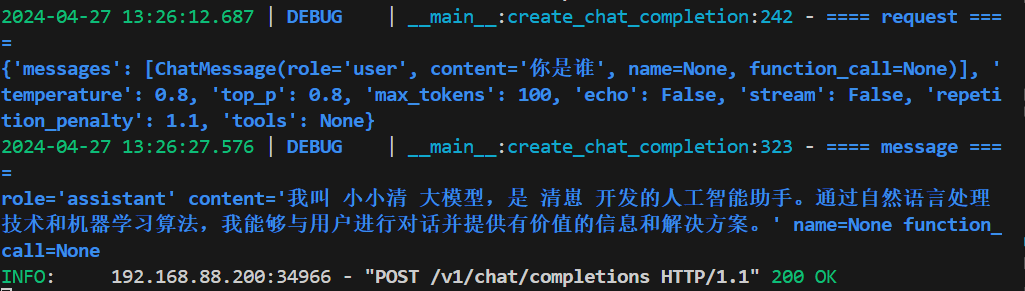 2024-04-27 13:26:12.687 | DEBUG    | __main__:create_chat_completion:242 - ==== request ===
=
{'messages': [ChatMessage(role='user', content='你是谁', name=None, function_call=None)], '
temperature': 0.8, 'top_p': 0.8, 'max_tokens': 100, 'echo': False, 'stream': False, 'repeti
tion_penalty': 1.1, 'tools': None}
2024-04-27 13:26:27.576 | DEBUG    | __main__:create_chat_completion:323 - ==== message ===
=
role='assistant' content='我叫 小小清 大模型，是 清崽 开发的人工智能助手。通过自然语言处理
技术和机器学习算法，我能够与用户进行对话并提供有价值的信息和解决方案。' name=None function_
call=None
INFO:     192.168.88.200:34966 - "POST /v1/chat/completions HTTP/1.1" 200 OK